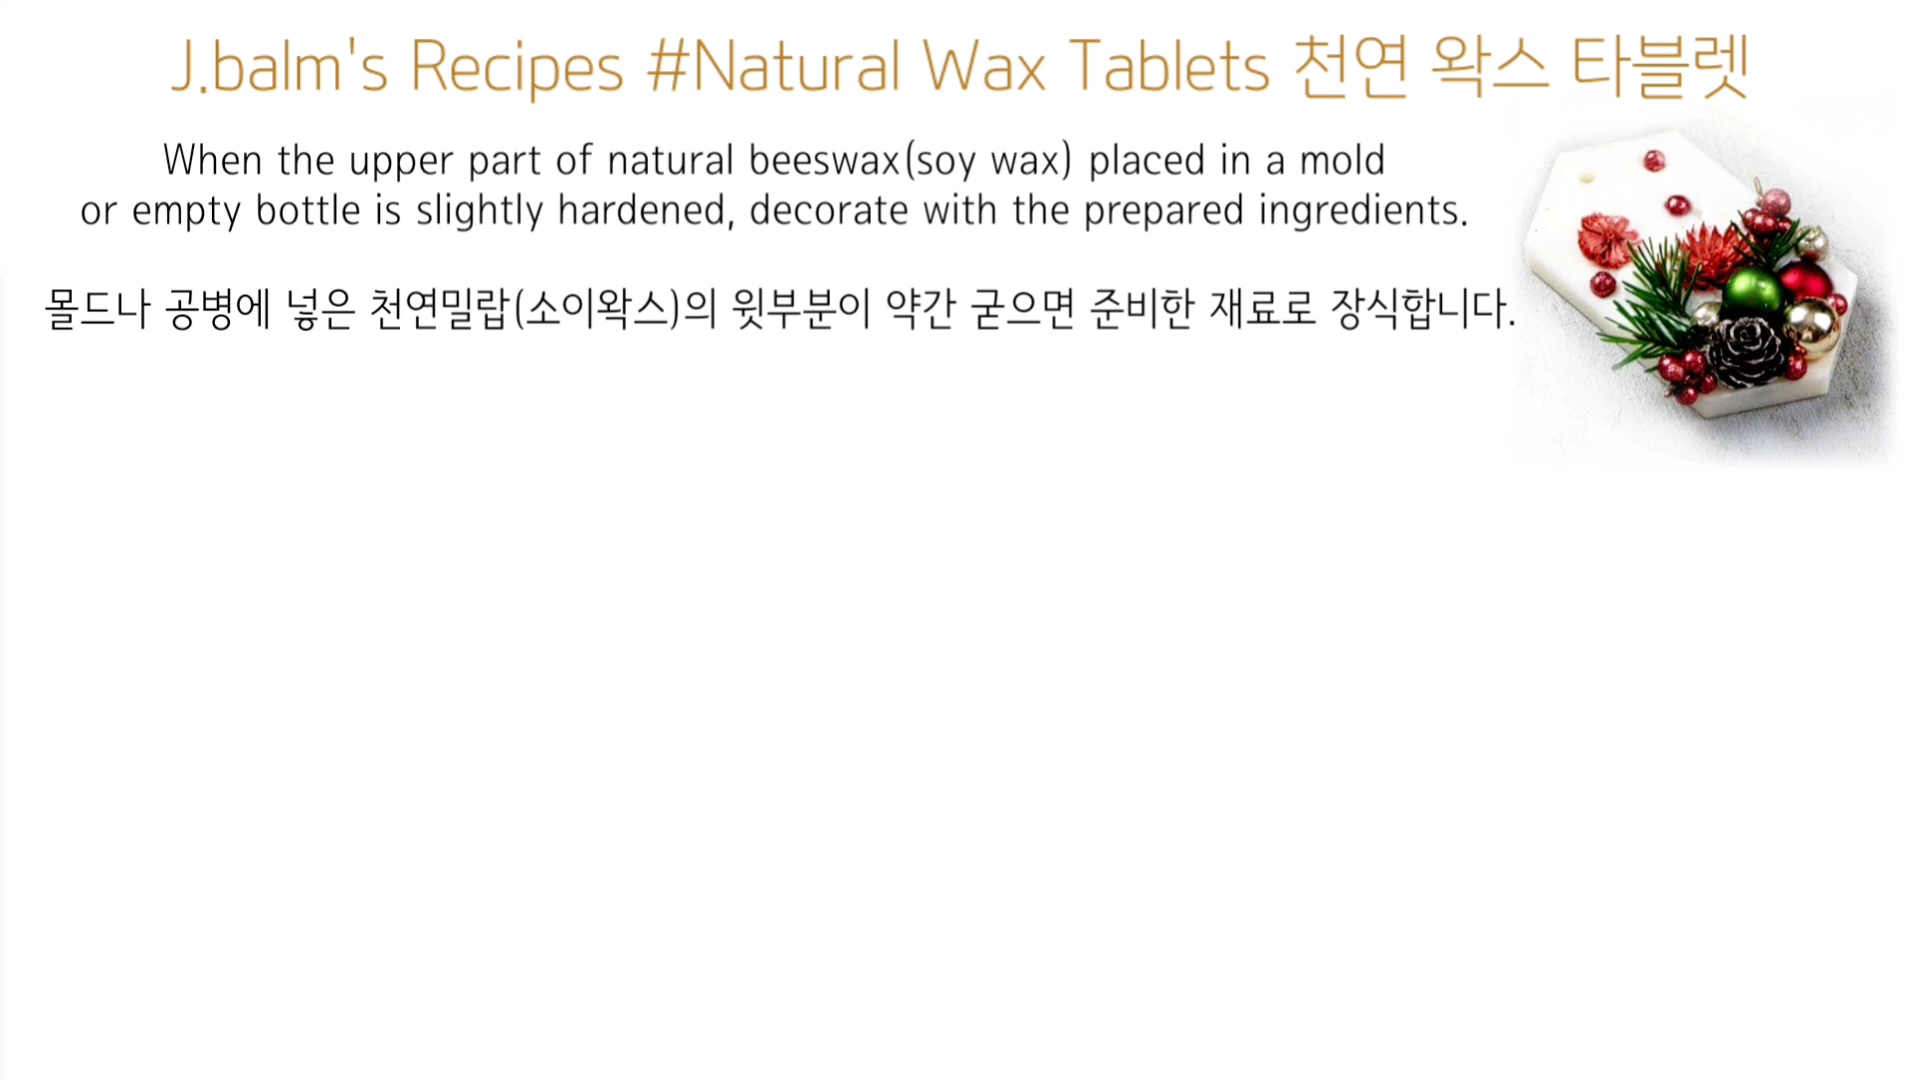 J.balm's Recipes #Natural Wax Tablets 천연 왁스 타블렛
When the upper part of natural beeswax(soy wax) placed in a mold
or empty bottle is slightly hardened, decorate with the prepared ingredients.
몰드나 공병에 넣은 천연밀랍(소이왁스)의 윗부분이 약간 굳으면 준비한 재료로 장식합니다.